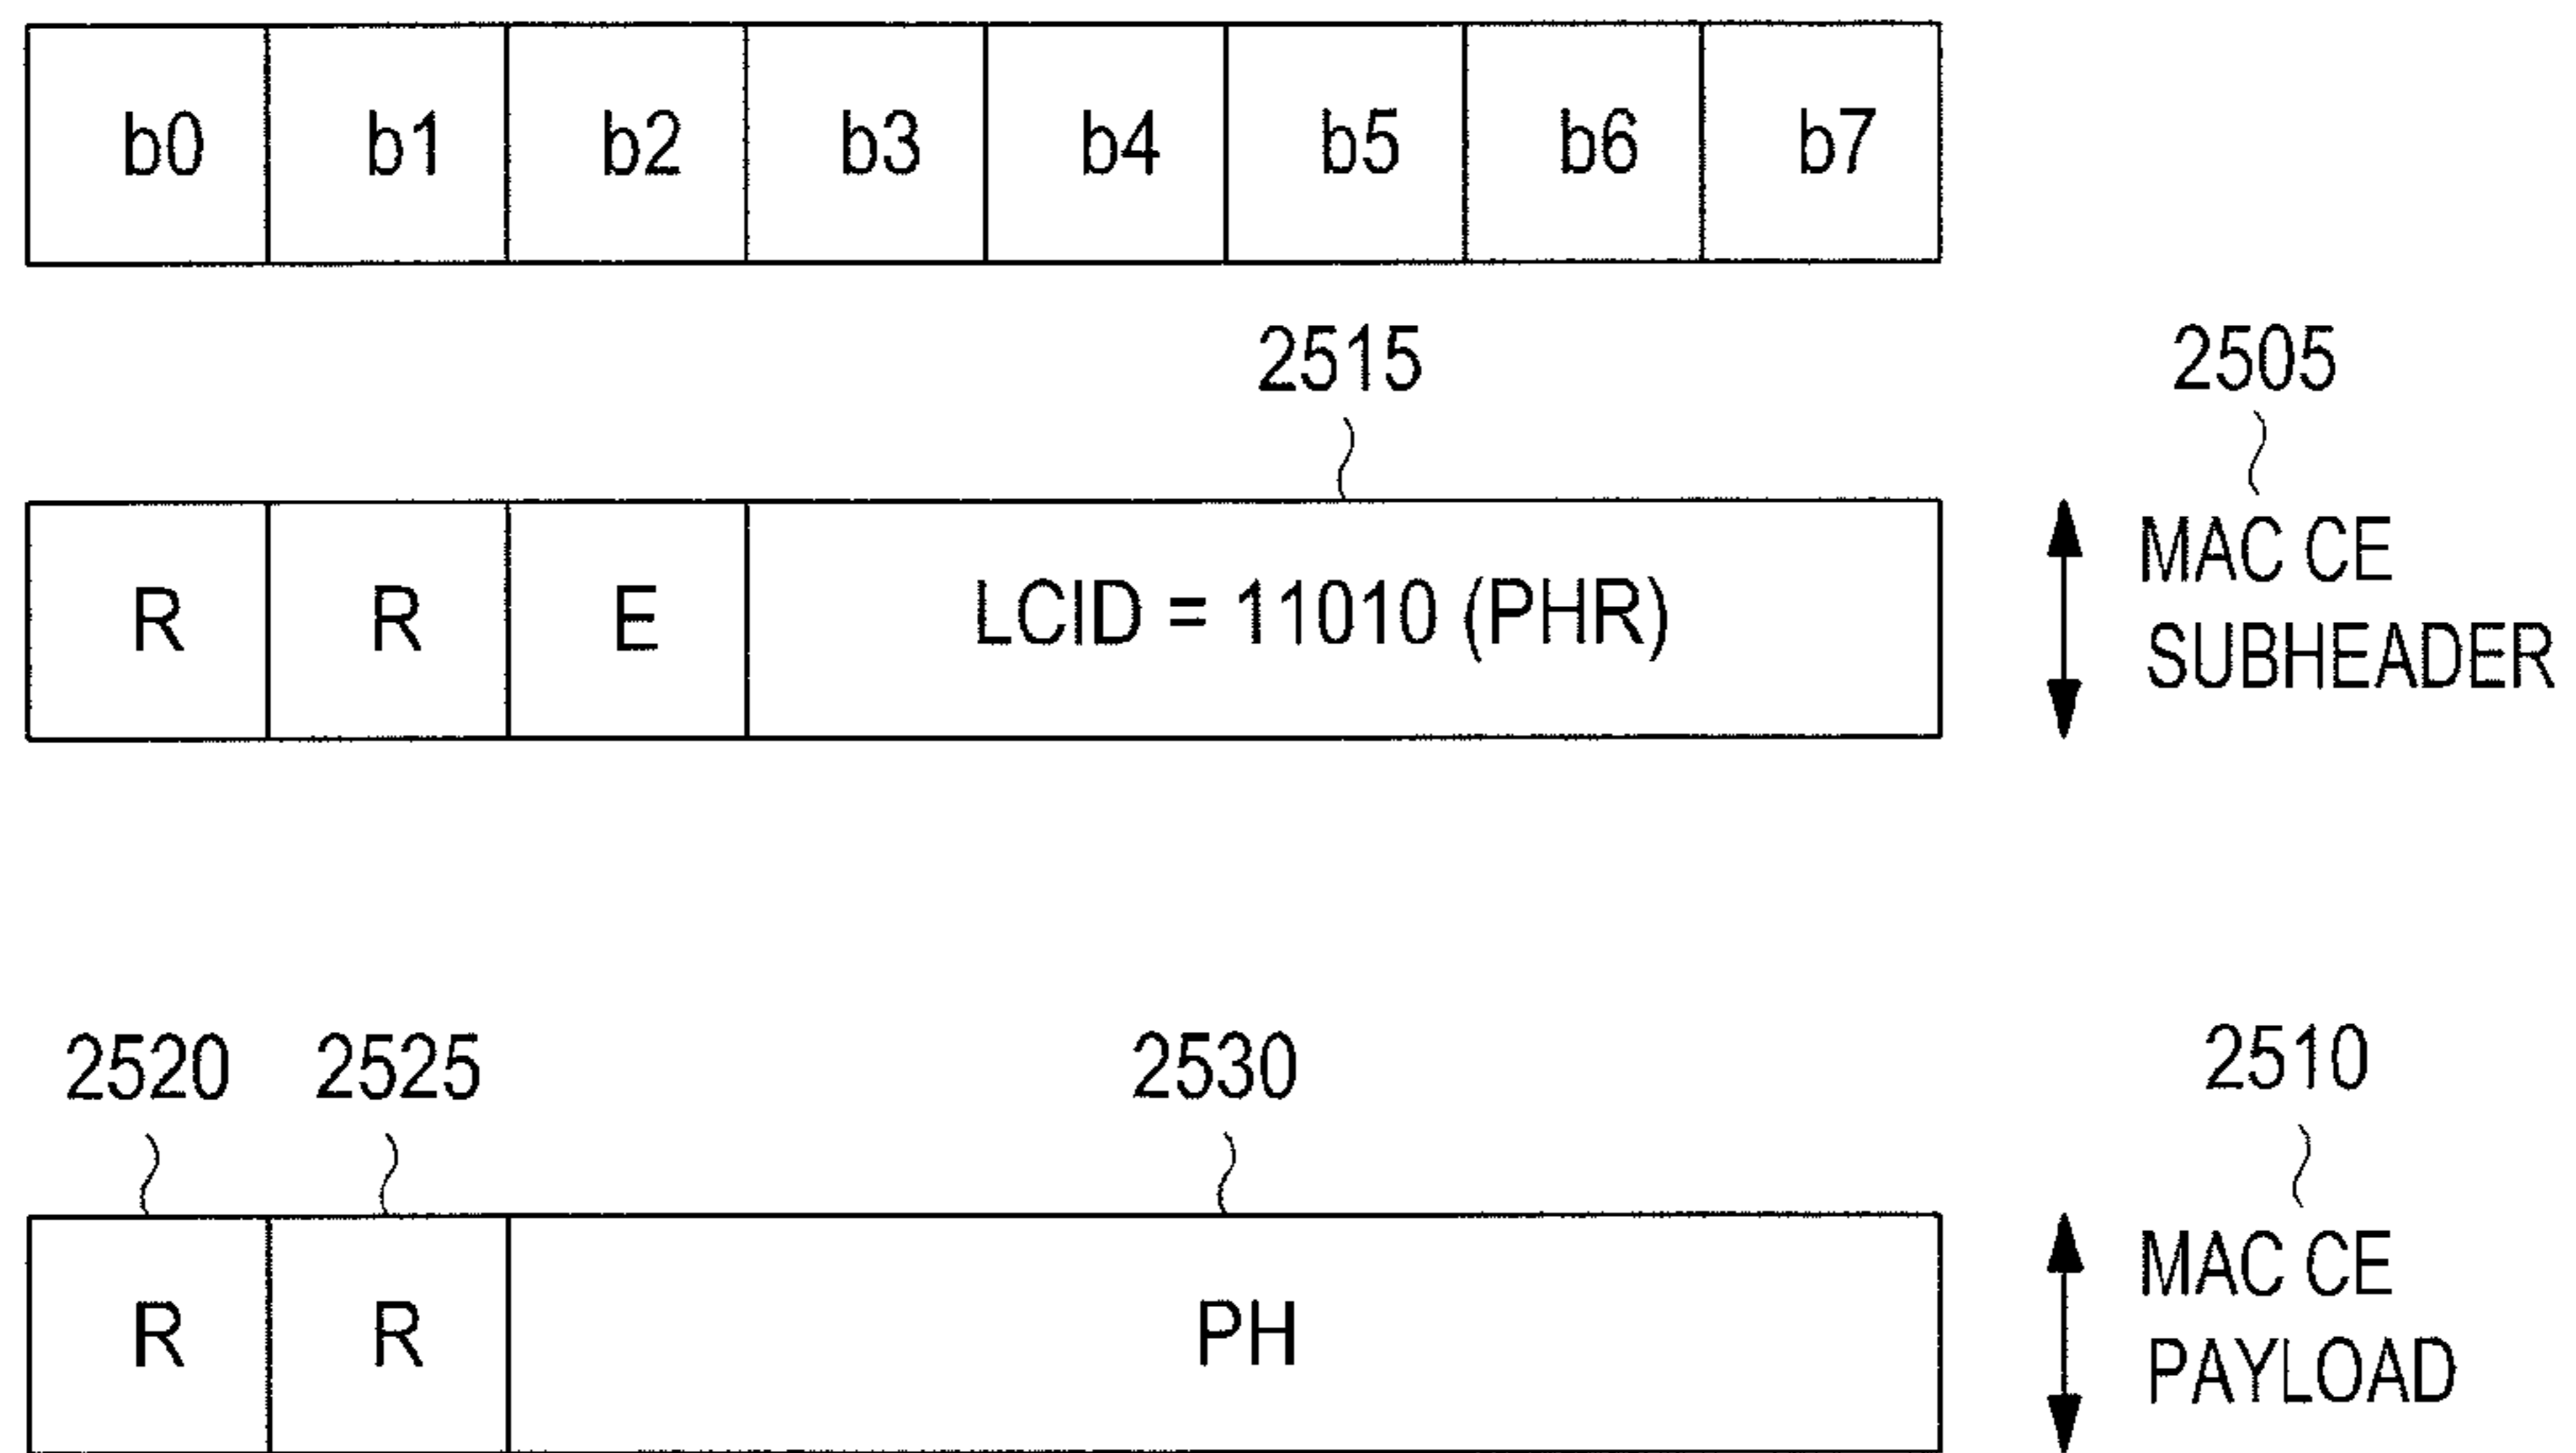 b0 b1 b2 b3 b4 b5 b6 b7
2515 2505
R R E LCID = 11010 (PHR) MAC CE
SUBHEADER
2520 2525 2530 2510
R R PH MAC CE
PAYLOAD